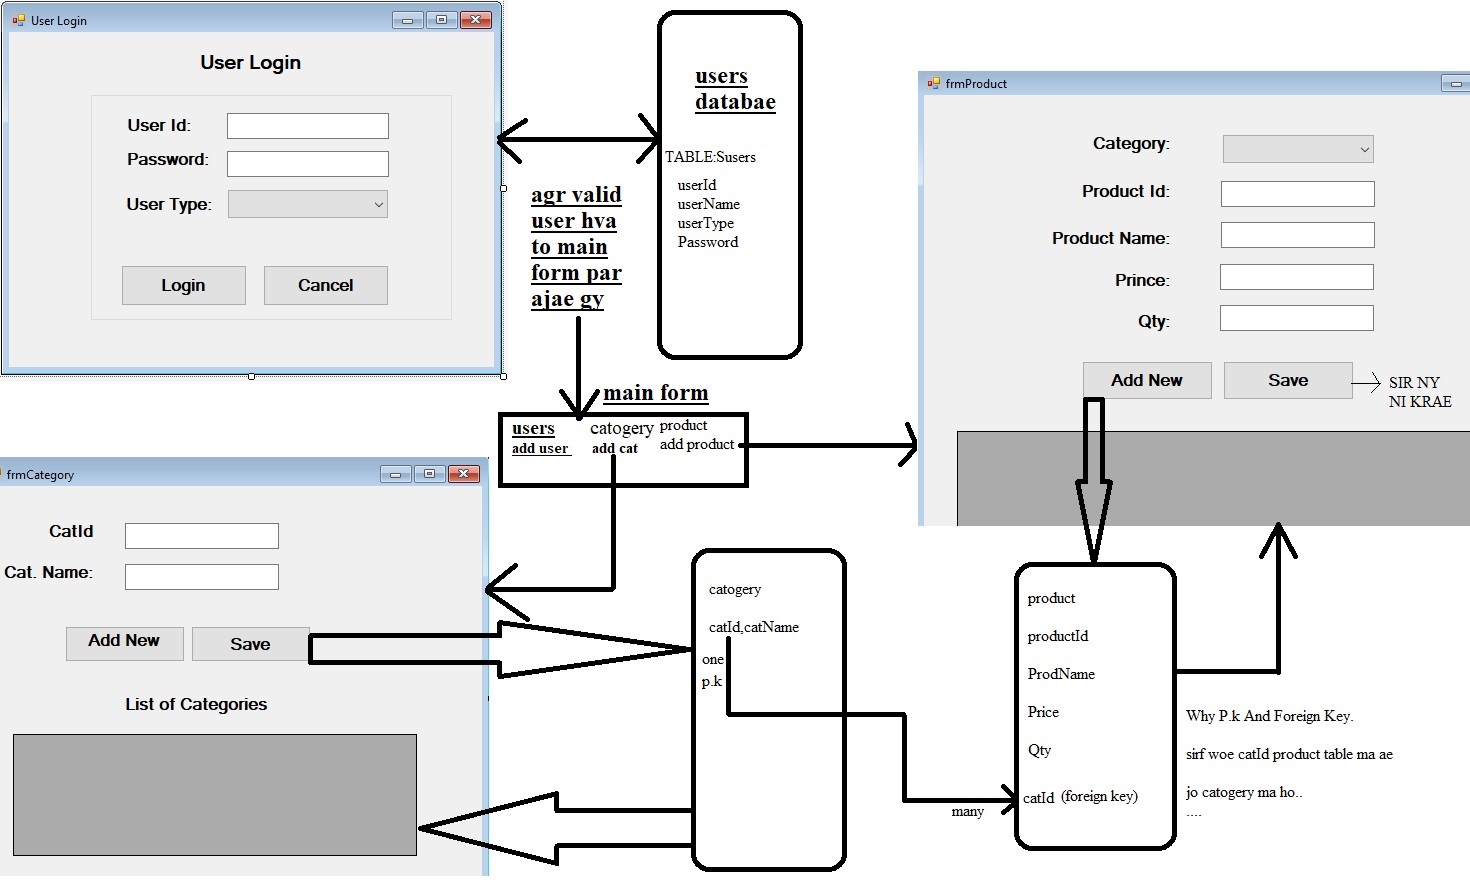 User Login
User Login
User Id:
Password:
User Type:
Login
Cancel
users
databae
TABLE:Susers
userId
userName
userType
Password
agr valid
user hva
to main
form par
ajae gy
main form
users
add user
catogery
add cat
product
add product
frmProduct
Category:
Product Id:
Product Name:
Prince:
Qty:
Add New
Save
SIR NY
NI KRAE
frmCategory
CatId
Cat. Name:
Add New
Save
List of Categories
catogery
catId,catName
one
p.k
many
product
productId
ProdName
Price
Qty
catId (foreign key)
Why P.k And Foreign Key.
sirf woe catId product table ma ae
jo catogery ma ho..
....